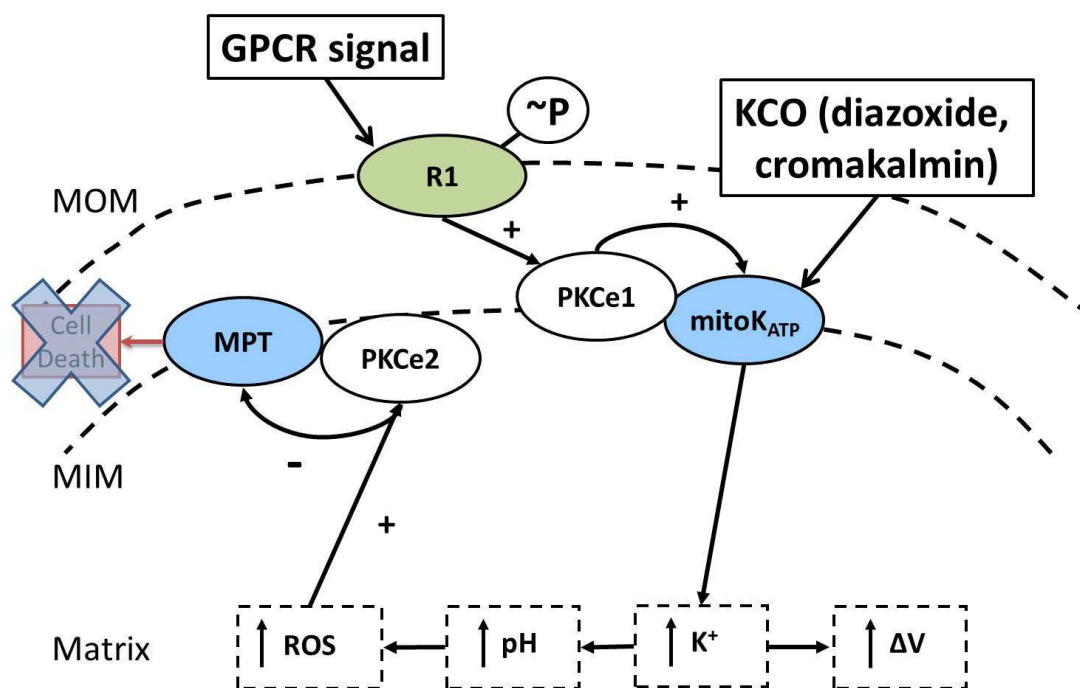 GPCR signal
~P
KCO (diazoxide,
cromakalmin)
R1
MOM
+
+
PKCe1
mitoKATP
Cell
Death
MPT
PKCe2
-
MIM
+
Matrix
ROS
pH
K⁺
ΔV